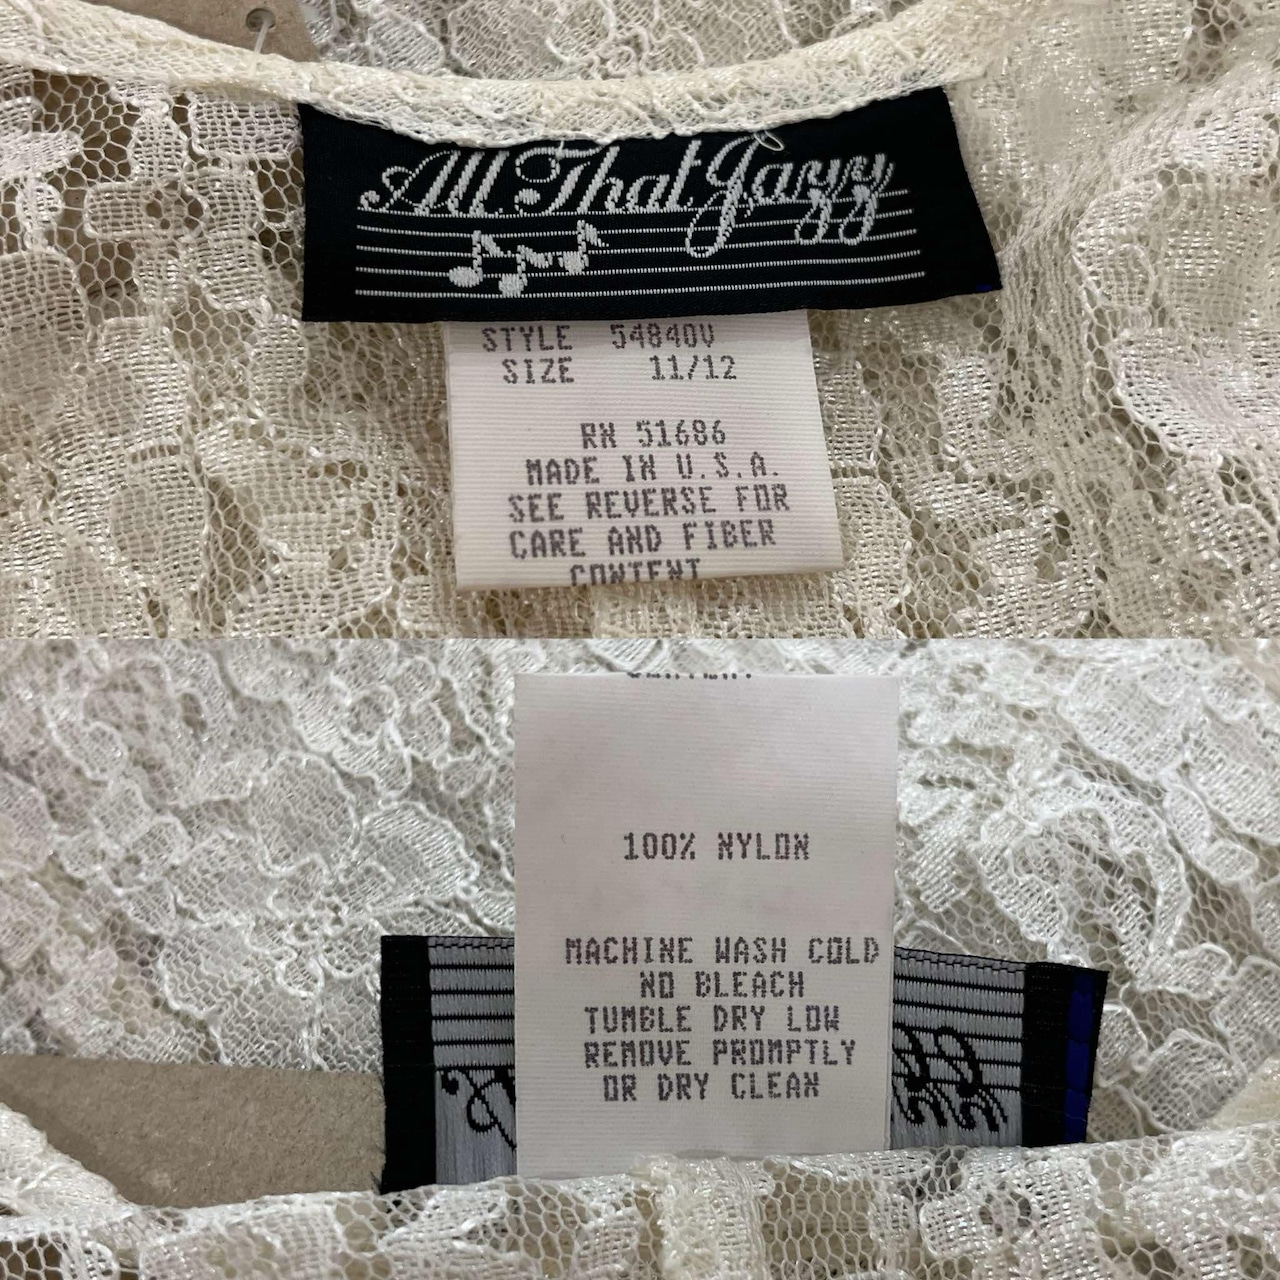 All That Jazz
STYLE 54840V
SIZE 11/12
RN 51686
MADE IN U.S.A.
SEE REVERSE FOR
CARE AND FIBER
CONTENT
100% NYLON
MACHINE WASH COLD
NO BLEACH
TUMBLE DRY LOW
REMOVE PROMPTLY
OR DRY CLEAN